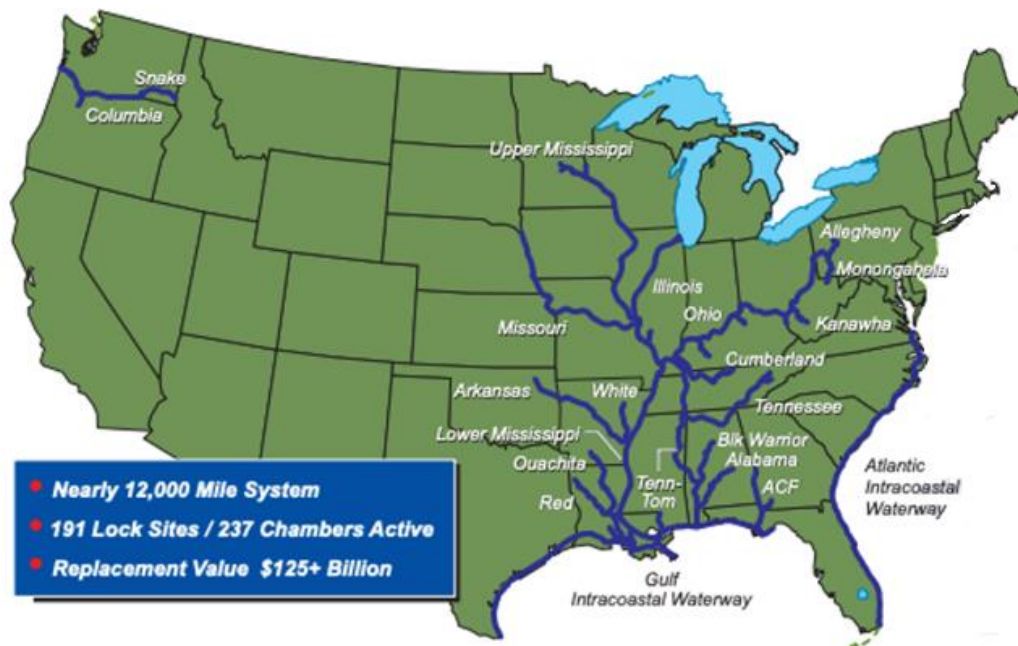 Snake
Columbia
Upper Mississippi
Allegheny
Monongahela
Illinois
Ohio
Missouri
Kanawha
Cumberland
Arkansas
White
Tennessee
Lower Mississippi
Blk Warrior
Alabama
Ouachita
Tenn-
Tom
ACF
Red
Atlantic
Intracoastal
Waterway
Nearly 12,000 Mile System
191 Lock Sites / 237 Chambers Active
Replacement Value $125+ Billion
Gulf
Intracoastal Waterway